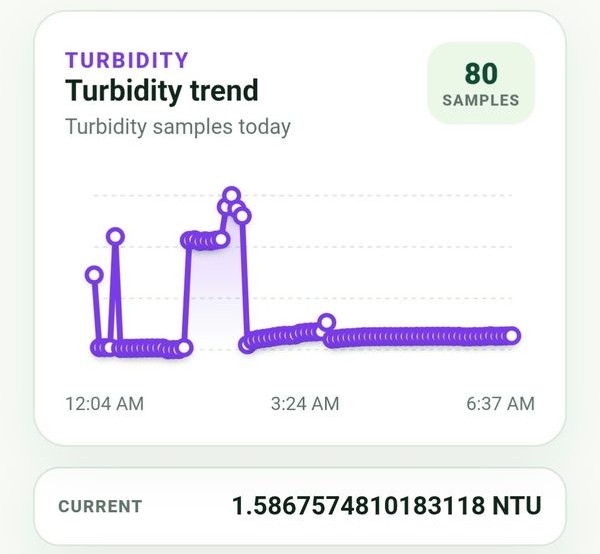 TURBIDITY
Turbidity trend
Turbidity samples today
80
SAMPLES
12:04 AM 3:24 AM 6:37 AM
CURRENT 1.5867574810183118 NTU